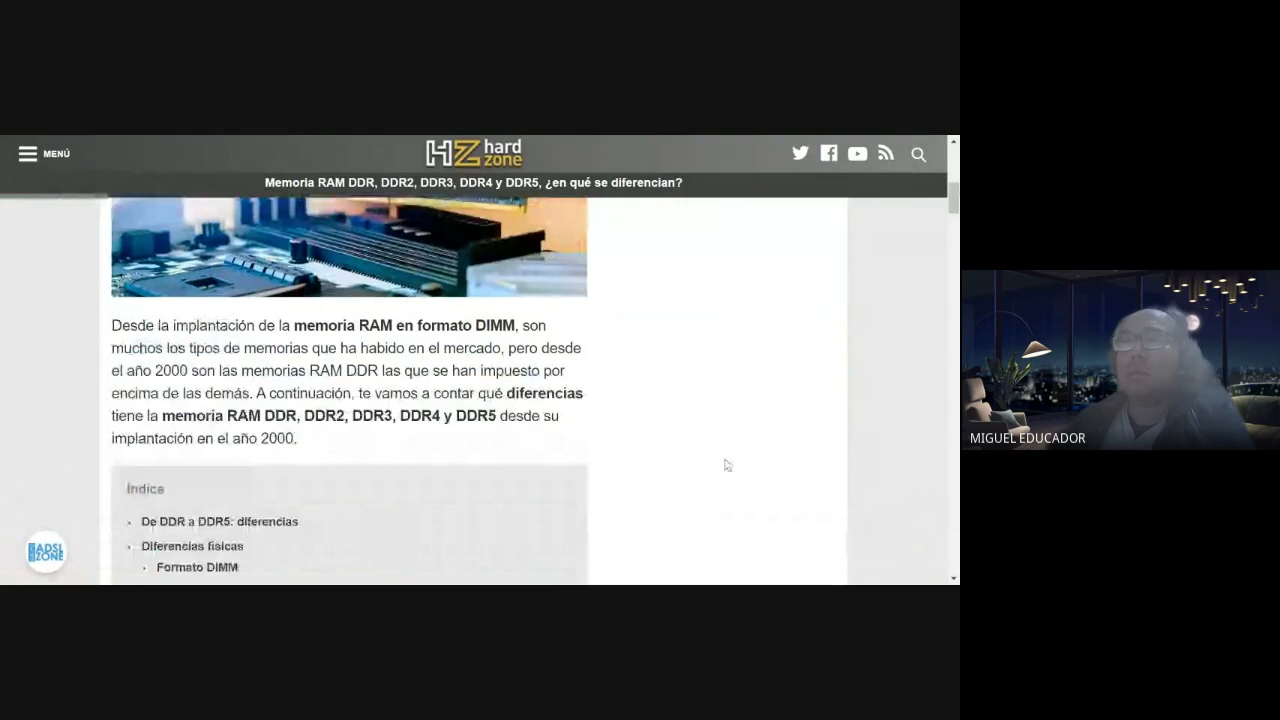 MENÚ
HZ hard zone
Memoria RAM DDR, DDR2, DDR3, DDR4 y DDR5, ¿en qué se diferencian?
Desde la implantación de la memoria RAM en formato DIMM, son
muchos los tipos de memorias que ha habido en el mercado, pero desde
el año 2000 son las memorias RAM DDR las que se han impuesto por
encima de las demás. A continuación, te vamos a contar qué diferencias
tiene la memoria RAM DDR, DDR2, DDR3, DDR4 y DDR5 desde su
implantación en el año 2000.
Índice
De DDR a DDR5: diferencias
Diferencias físicas
Formato DIMM
ADSL
ZONE
MIGUEL EDUCADOR